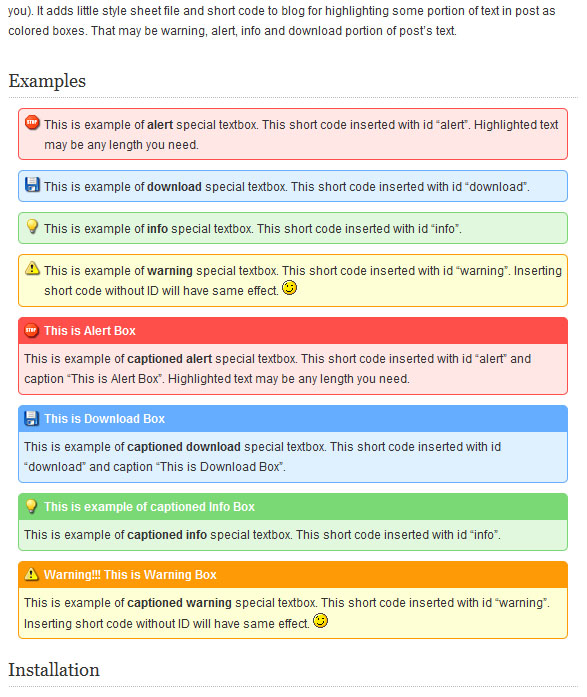 you). It adds little style sheet file and short code to blog for highlighting some portion of text in post as
colored boxes. That may be warning, alert, info and download portion of post's text.
Examples
STOP This is example of alert special textbox. This short code inserted with id “alert”. Highlighted text
may be any length you need.
This is example of download special textbox. This short code inserted with id “download”.
This is example of info special textbox. This short code inserted with id “info”.
This is example of warning special textbox. This short code inserted with id “warning”. Inserting
short code without ID will have same effect.
STOP This is Alert Box
This is example of captioned alert special textbox. This short code inserted with id “alert” and
caption “This is Alert Box”. Highlighted text may be any length you need.
This is Download Box
This is example of captioned download special textbox. This short code inserted with id
“download” and caption “This is Download Box”.
This is example of captioned Info Box
This is example of captioned info special textbox. This short code inserted with id “info”.
Warning!!! This is Warning Box
This is example of captioned warning special textbox. This short code inserted with id “warning”.
Inserting short code without ID will have same effect.
Installation